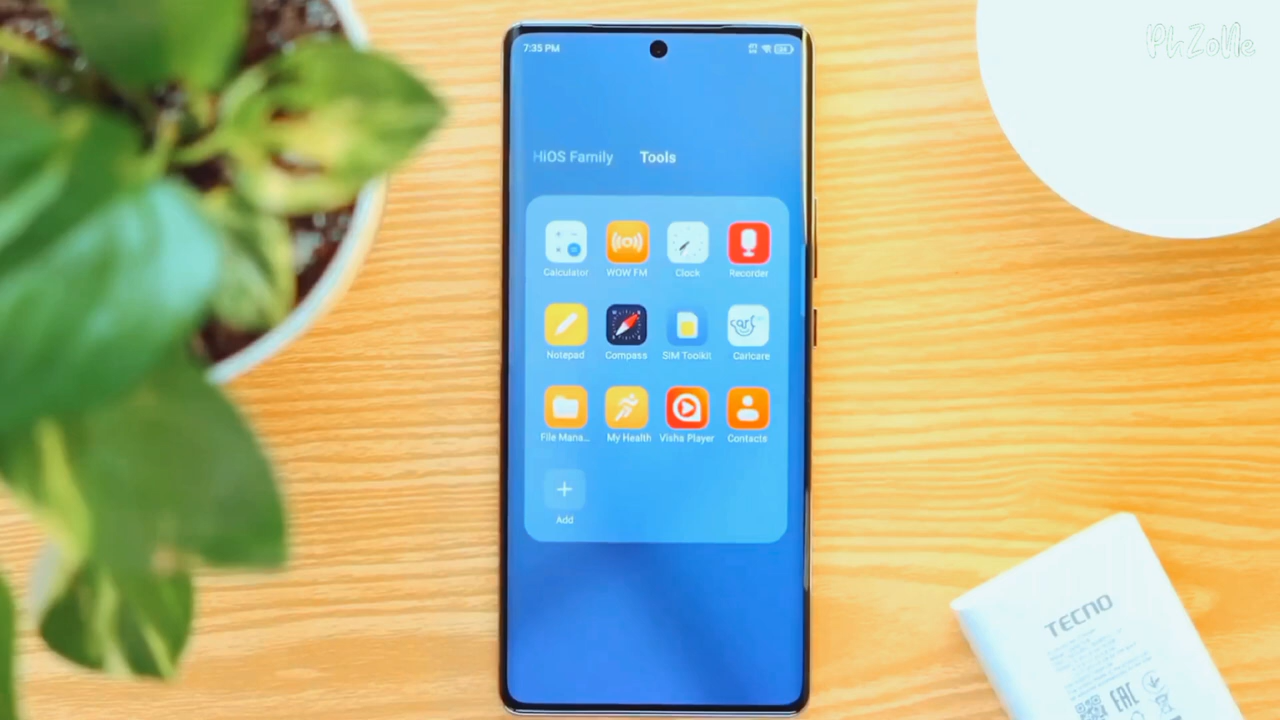 PhZoNe
7:35 PM
HiOS Family Tools
Calculator WOW FM Clock Recorder
Notepad Compass SIM Toolkit Carlcare
File Mana... My Health Visha Player Contacts
Add
TECNO
EAC